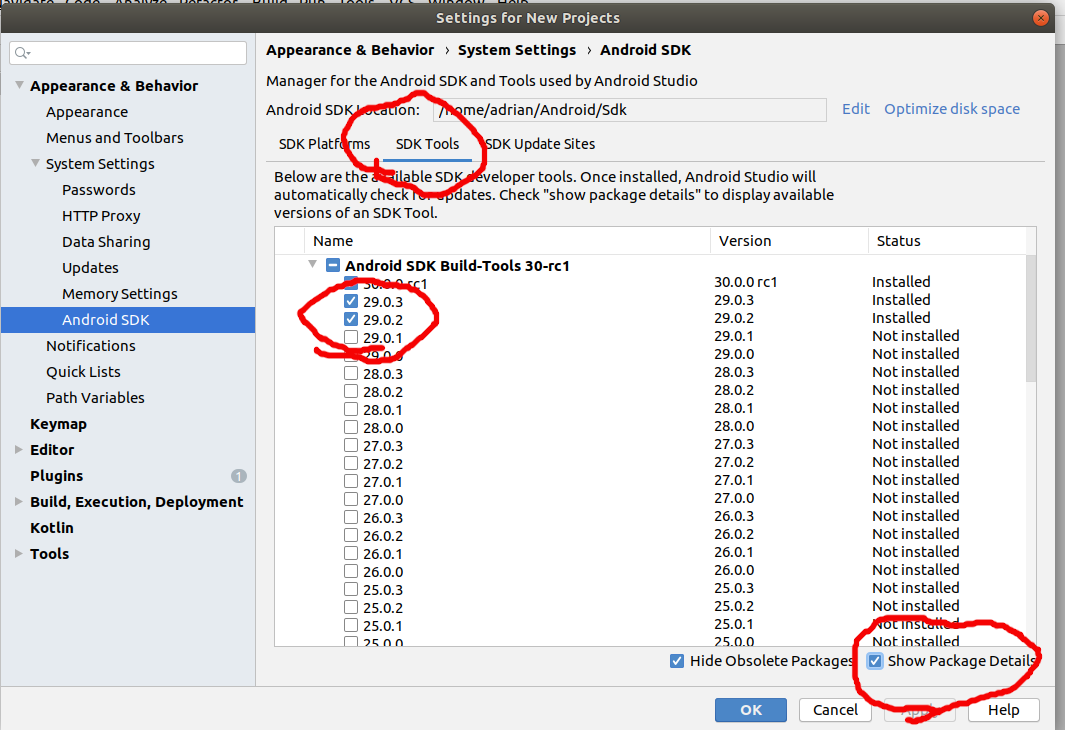 Navigate Code Analyze Refactor Build Run Tools VCS Window Help
Settings for New Projects
Appearance & Behavior
Appearance
Menus and Toolbars
System Settings
Passwords
HTTP Proxy
Data Sharing
Updates
Memory Settings
Android SDK
Notifications
Quick Lists
Path Variables
Keymap
Editor
Plugins 1
Build, Execution, Deployment
Kotlin
Tools
Appearance & Behavior › System Settings › Android SDK
Manager for the Android SDK and Tools used by Android Studio
Android SDK Location: /home/adrian/Android/Sdk Edit Optimize disk space
SDK Platforms SDK Tools SDK Update Sites
Below are the available SDK developer tools. Once installed, Android Studio will
automatically check for updates. Check "show package details" to display available
versions of an SDK Tool.
Name Version Status
Android SDK Build-Tools 30-rc1
30.0.0 rc1 30.0.0 rc1 Installed
29.0.3 29.0.3 Installed
29.0.2 29.0.2 Installed
29.0.1 29.0.1 Not installed
29.0.0 29.0.0 Not installed
28.0.3 28.0.3 Not installed
28.0.2 28.0.2 Not installed
28.0.1 28.0.1 Not installed
28.0.0 28.0.0 Not installed
27.0.3 27.0.3 Not installed
27.0.2 27.0.2 Not installed
27.0.1 27.0.1 Not installed
27.0.0 27.0.0 Not installed
26.0.3 26.0.3 Not installed
26.0.2 26.0.2 Not installed
26.0.1 26.0.1 Not installed
26.0.0 26.0.0 Not installed
25.0.3 25.0.3 Not installed
25.0.2 25.0.2 Not installed
25.0.1 25.0.1 Not installed
25.0.0 25.0.0 Not installed
Hide Obsolete Packages Show Package Details
OK Cancel Apply Help